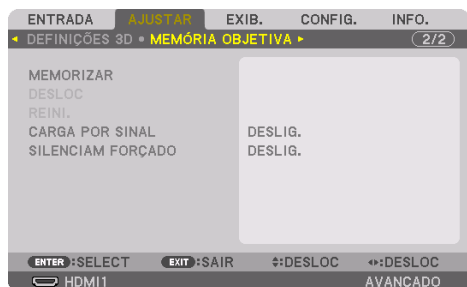 ENTRADA AJUSTAR EXIB. CONFIG. INFO.
◂ DEFINIÇÕES 3D • MEMÓRIA OBJETIVA ▸ 2/2
MEMORIZAR
DESLOC
REINI.
CARGA POR SINAL DESLIG.
SILENCIAM FORÇADO DESLIG.
ENTER :SELECT EXIT :SAIR ♦:DESLOC ◂▸:DESLOC
HDMI1 AVANCADO